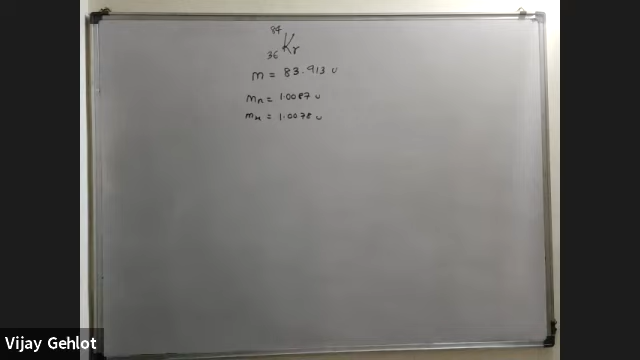 84
36 Kr
m = 83.913 u
mn = 1.0087 u
mH = 1.0078 u
Vijay Gehlot